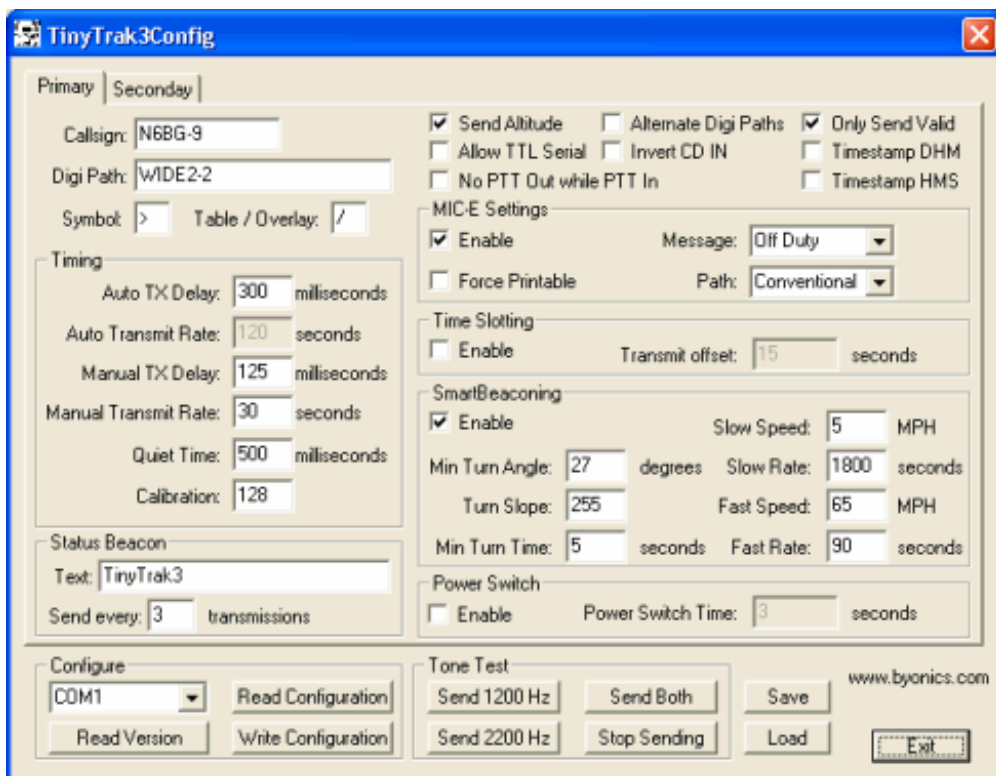 TinyTrak3Config
Primary
Seconday
Callsign: N6BG-9
Digi Path: WIDE2-2
Symbol: > Table / Overlay: /
Timing
Auto TX Delay: 300 milliseconds
Auto Transmit Rate: 120 seconds
Manual TX Delay: 125 milliseconds
Manual Transmit Rate: 30 seconds
Quiet Time: 500 milliseconds
Calibration: 128
Status Beacon
Text: TinyTrak3
Send every: 3 transmissions
Send Altitude Alternate Digi Paths Only Send Valid
Allow TTL Serial Invert CD IN Timestamp DHM
No PTT Out while PTT In Timestamp HMS
MIC-E Settings
Enable Message: Off Duty
Force Printable Path: Conventional
Time Slotting
Enable Transmit offset: 15 seconds
SmartBeaconing
Enable Slow Speed: 5 MPH
Min Turn Angle: 27 degrees Slow Rate: 1800 seconds
Turn Slope: 255 Fast Speed: 65 MPH
Min Turn Time: 5 seconds Fast Rate: 90 seconds
Power Switch
Enable Power Switch Time: 3 seconds
Configure
COM1 Read Configuration
Read Version Write Configuration
Tone Test
Send 1200 Hz Send Both
Send 2200 Hz Stop Sending
Save
Load
www.byonics.com
Exit